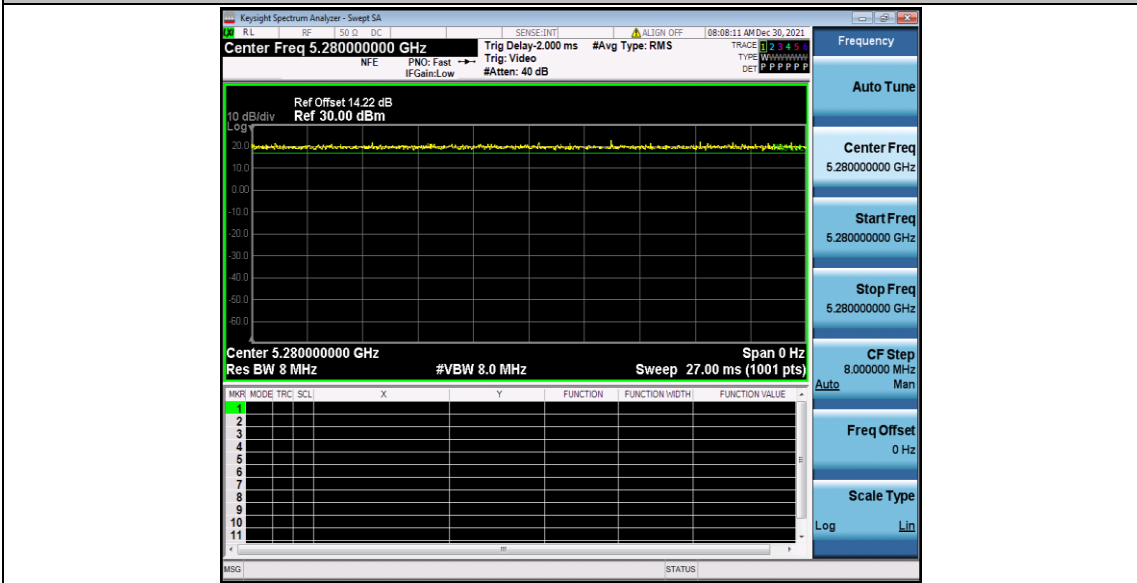 Keysight Spectrum Analyzer - Swept SA
RL RF 50 Ω DC SENSE:INT ALIGN OFF 08:08:11 AM Dec 30, 2021
Center Freq 5.280000000 GHz
NFE
PNO: Fast
IFGain:Low
Trig Delay-2.000 ms
Trig: Video
#Atten: 40 dB
#Avg Type: RMS
TRACE 1 2 3 4 5 6
TYPE WWWWWW
DET P P P P P P
Ref Offset 14.22 dB
10 dB/div Ref 30.00 dBm
Log
20.0
10.0
0.00
-10.0
-20.0
-30.0
-40.0
-50.0
-60.0
Center 5.280000000 GHz Span 0 Hz
Res BW 8 MHz #VBW 8.0 MHz Sweep 27.00 ms (1001 pts)
MKR MODE TRC SCL X Y FUNCTION FUNCTION WIDTH FUNCTION VALUE
1
2
3
4
5
6
7
8
9
10
11
MSG STATUS
Frequency
Auto Tune
Center Freq
5.280000000 GHz
Start Freq
5.280000000 GHz
Stop Freq
5.280000000 GHz
CF Step
8.000000 MHz
Auto Man
Freq Offset
0 Hz
Scale Type
Log Lin